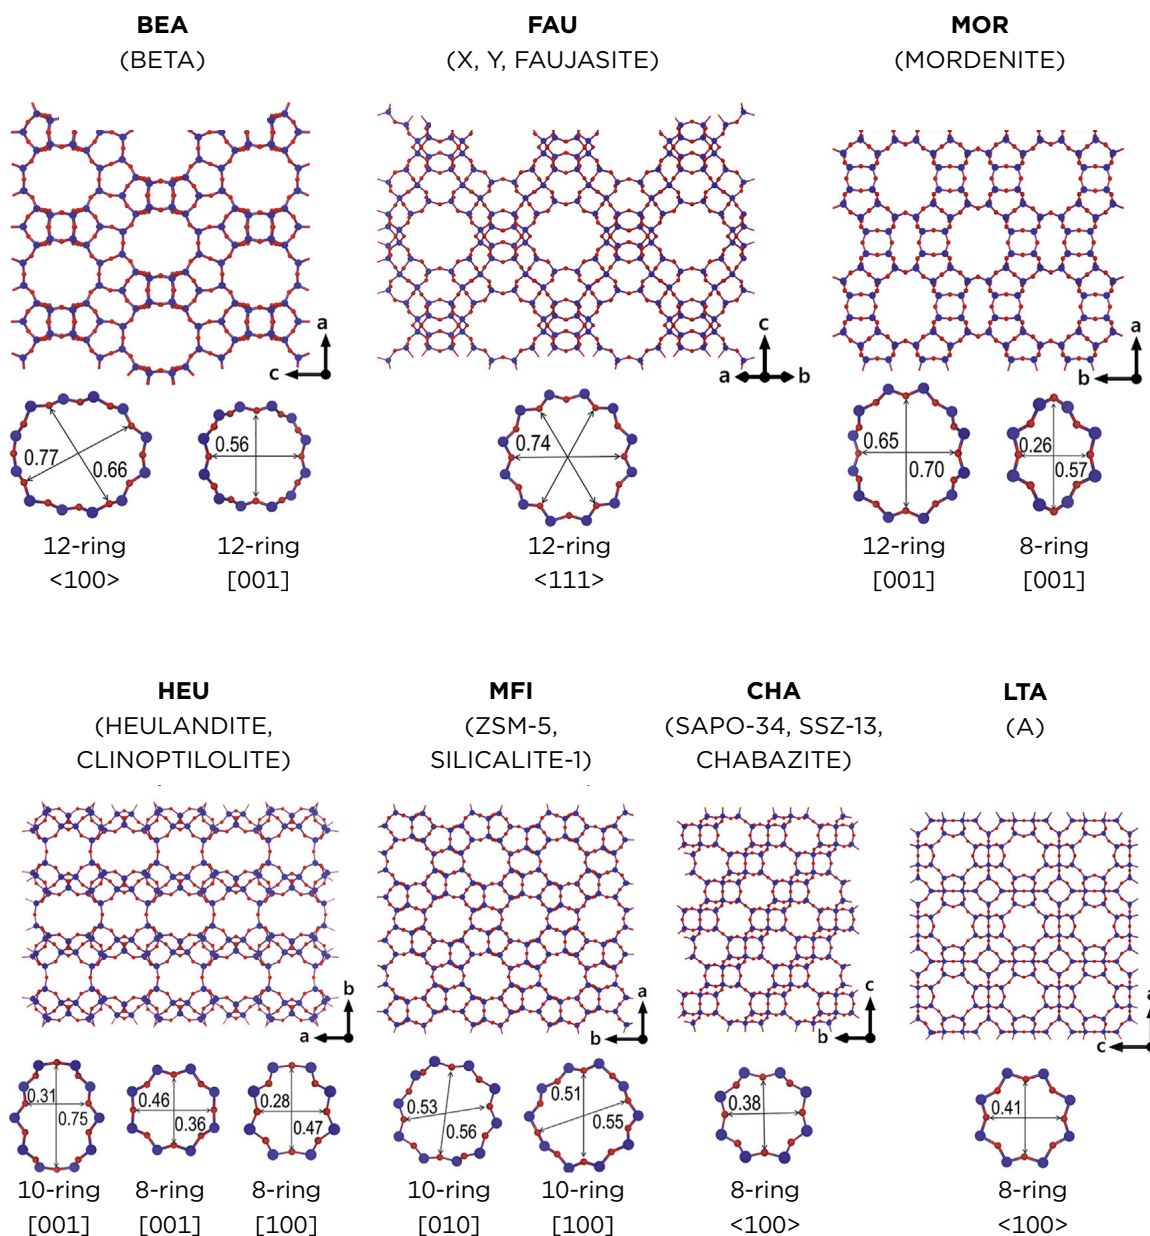 BEA
(BETA)
FAU
(X, Y, FAUJASITE)
MOR
(MORDENITE)
a
c
c
a
b
a
b
0.77
0.66
0.56
0.74
0.65
0.70
0.26
0.57
12-ring
<100>
12-ring
[001]
12-ring
<111>
12-ring
[001]
8-ring
[001]
HEU
(HEULANDITE,
CLINOPTILOLITE)
MFI
(ZSM-5,
SILICALITE-1)
CHA
(SAPO-34, SSZ-13,
CHABAZITE)
LTA
(A)
b
a
a
b
c
b
a
c
0.31
0.75
0.46
0.36
0.28
0.47
0.53
0.56
0.51
0.55
0.38
0.41
10-ring
[001]
8-ring
[001]
8-ring
[100]
10-ring
[010]
10-ring
[100]
8-ring
<100>
8-ring
<100>